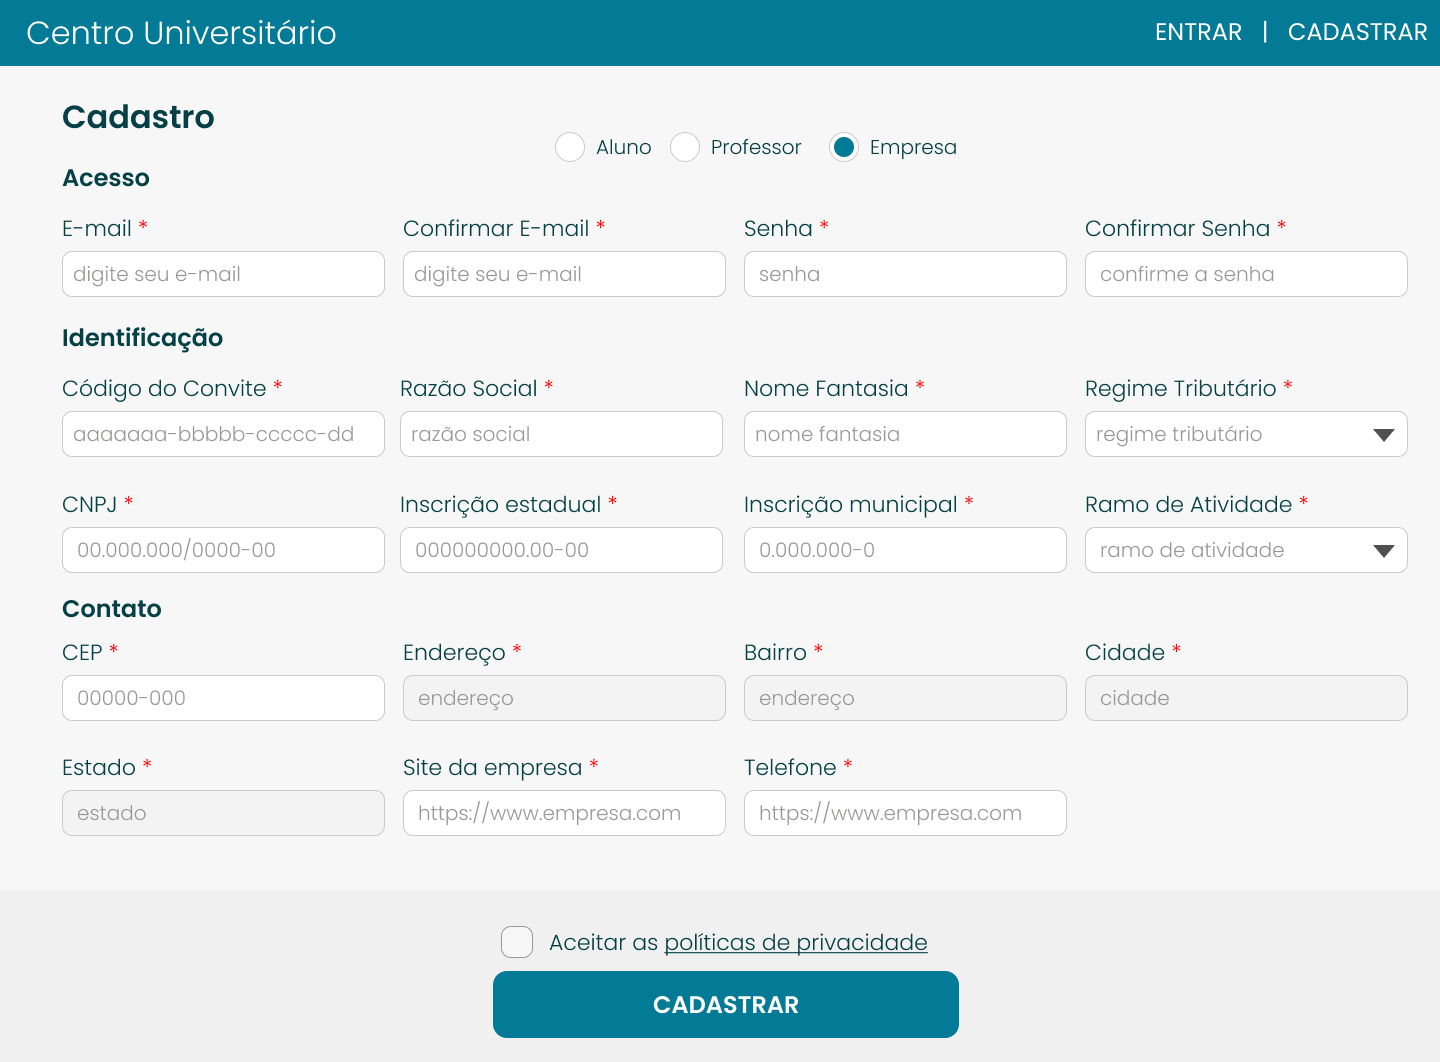 Centro Universitário
ENTRAR | CADASTRAR
Cadastro
Aluno Professor Empresa
Acesso
E-mail * Confirmar E-mail * Senha * Confirmar Senha *
digite seu e-mail digite seu e-mail senha confirme a senha
Identificação
Código do Convite * Razão Social * Nome Fantasia * Regime Tributário *
aaaaaaa-bbbbb-ccccc-dd razão social nome fantasia regime tributário
CNPJ * Inscrição estadual * Inscrição municipal * Ramo de Atividade *
00.000.000/0000-00 000000000.00-00 0.000.000-0 ramo de atividade
Contato
CEP * Endereço * Bairro * Cidade *
00000-000 endereço endereço cidade
Estado * Site da empresa * Telefone *
estado https://www.empresa.com https://www.empresa.com
Aceitar as políticas de privacidade
CADASTRAR